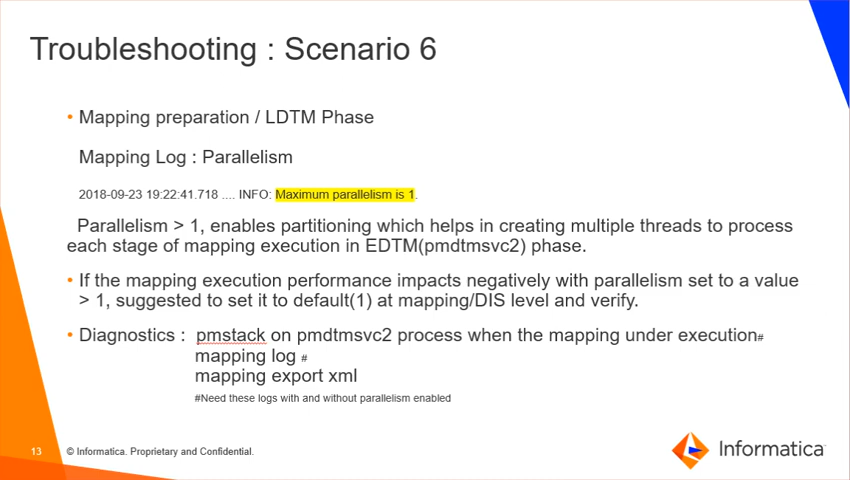 Troubleshooting : Scenario 6
• Mapping preparation / LDTM Phase
Mapping Log : Parallelism
2018-09-23 19:22:41.718 .... INFO: Maximum parallelism is 1.
Parallelism > 1, enables partitioning which helps in creating multiple threads to process
each stage of mapping execution in EDTM(pmdtmsvc2) phase.
• If the mapping execution performance impacts negatively with parallelism set to a value
> 1, suggested to set it to default(1) at mapping/DIS level and verify.
• Diagnostics : pmstack on pmdtmsvc2 process when the mapping under execution#
mapping log #
mapping export xml
#Need these logs with and without parallelism enabled
13 © Informatica. Proprietary and Confidential.
Informatica